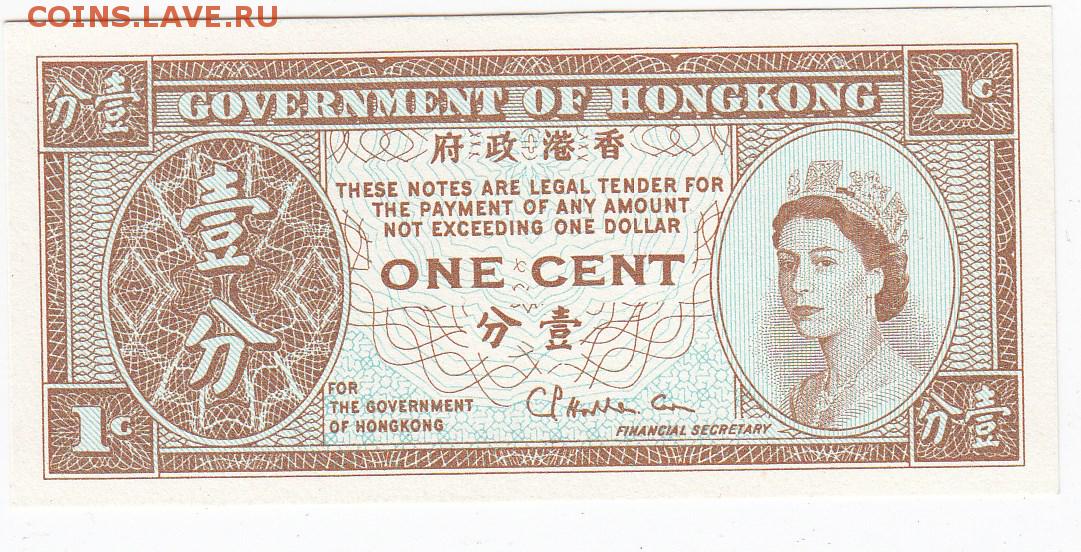 COINS.LAVE.RU
分壹
GOVERNMENT OF HONGKONG
1C
府政港香
壹
分
THESE NOTES ARE LEGAL TENDER FOR
THE PAYMENT OF ANY AMOUNT
NOT EXCEEDING ONE DOLLAR
ONE CENT
分壹
FOR
THE GOVERNMENT
OF HONGKONG
FINANCIAL SECRETARY
1C
分壹